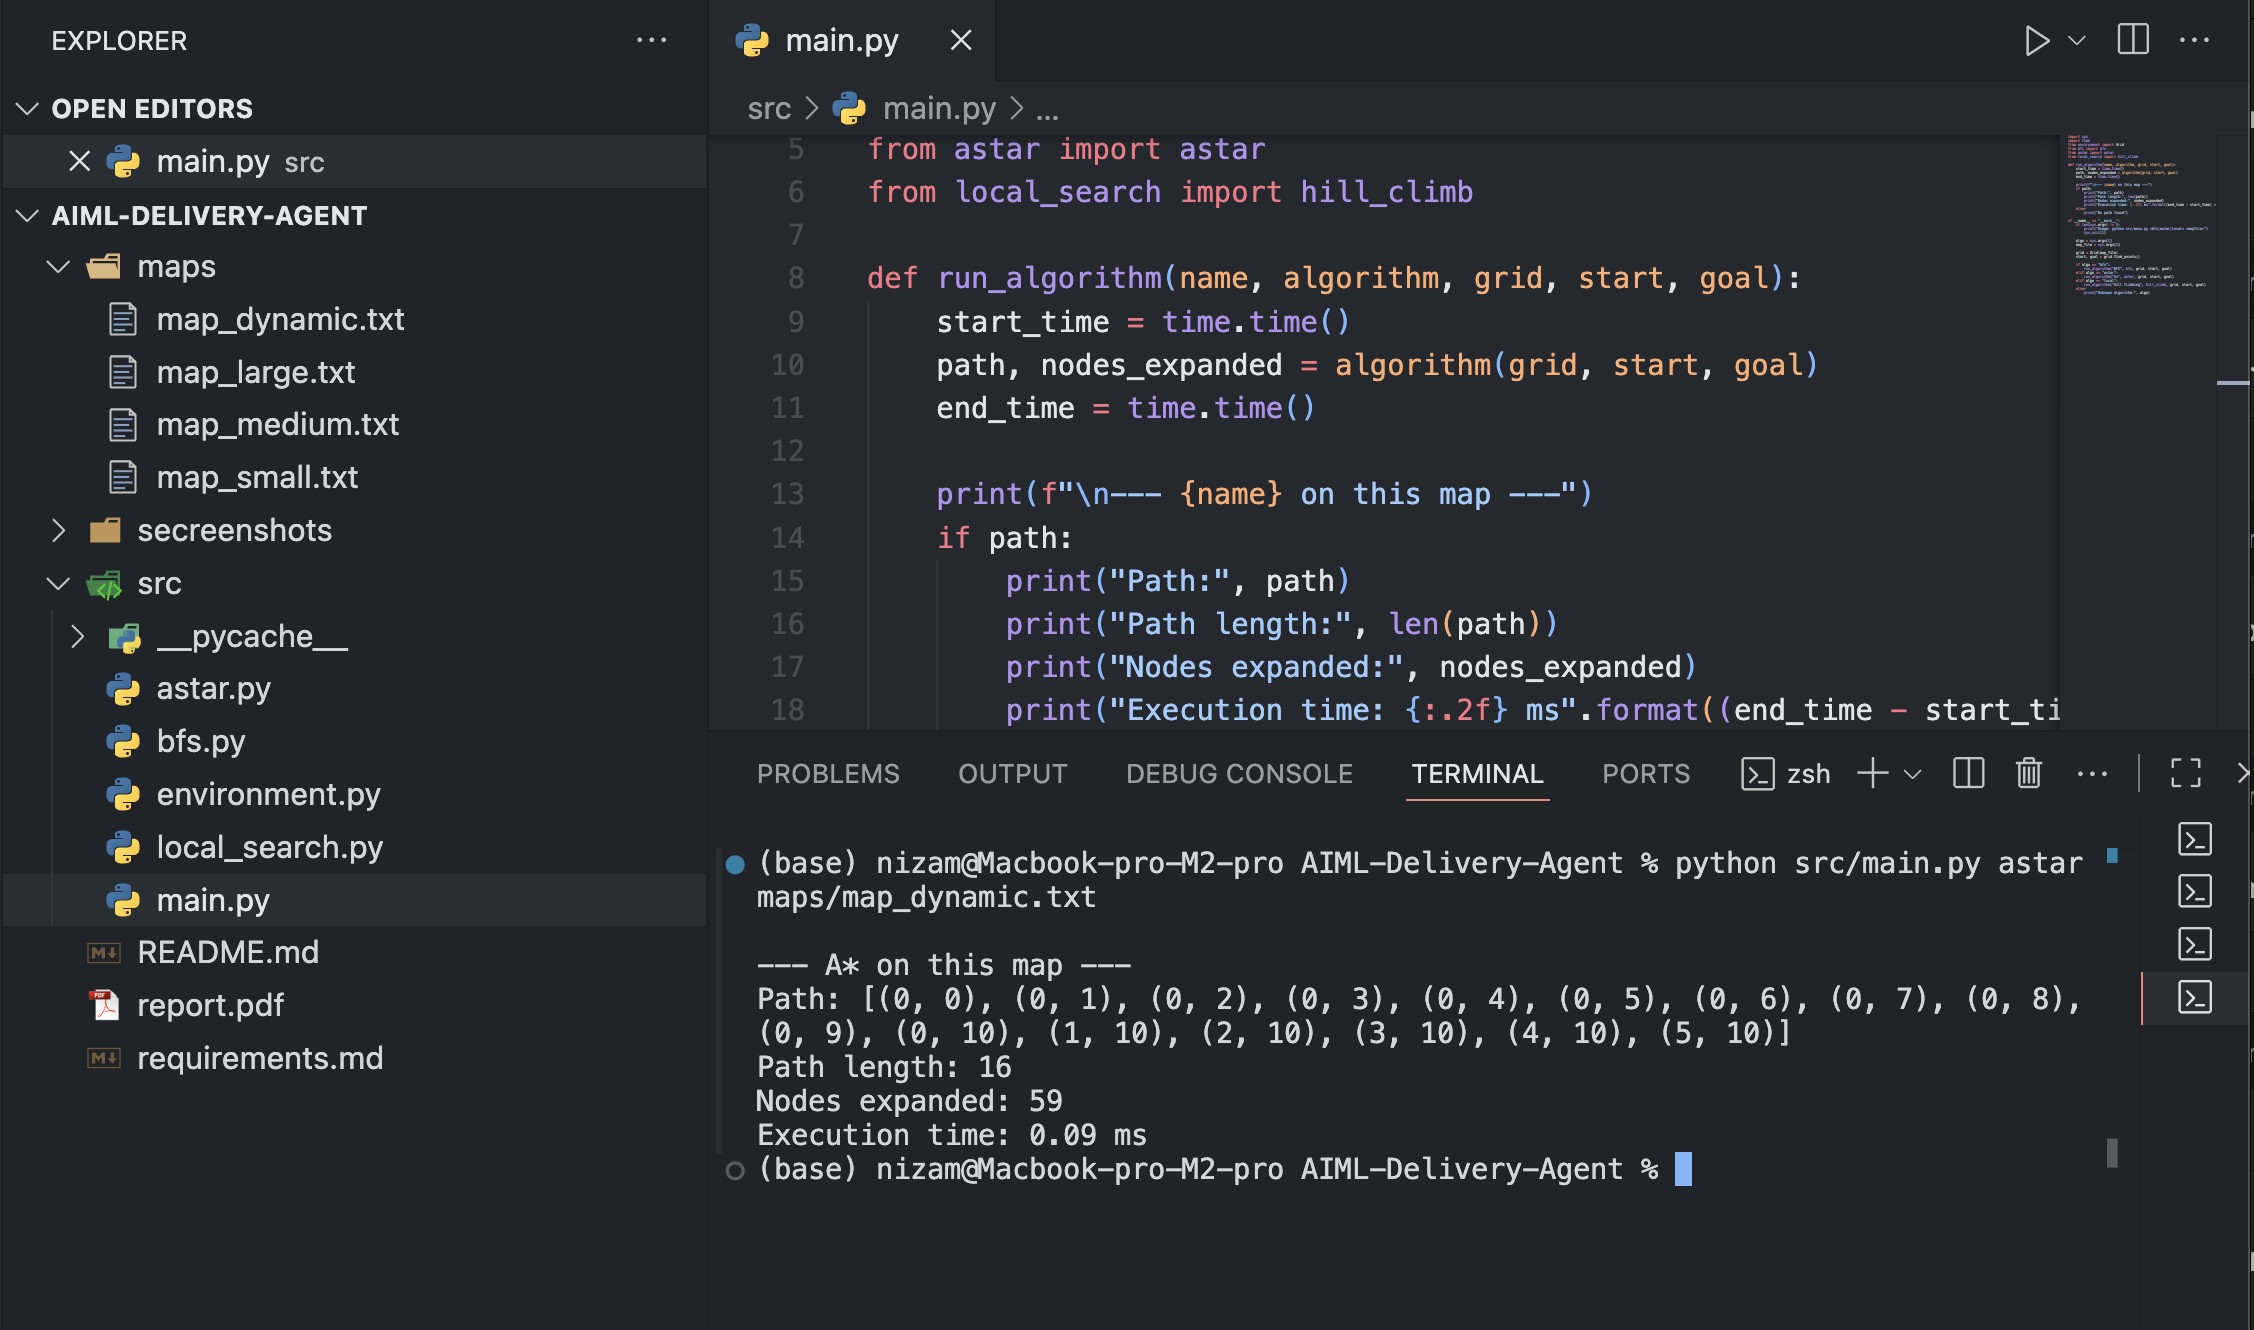 EXPLORER
OPEN EDITORS
main.py src
AIML-DELIVERY-AGENT
maps
map_dynamic.txt
map_large.txt
map_medium.txt
map_small.txt
secreenshots
src
__pycache__
astar.py
bfs.py
environment.py
local_search.py
main.py
README.md
report.pdf
requirements.md
main.py
src > main.py > ...
5 from astar import astar
6 from local_search import hill_climb
7
8 def run_algorithm(name, algorithm, grid, start, goal):
9 start_time = time.time()
10 path, nodes_expanded = algorithm(grid, start, goal)
11 end_time = time.time()
12
13 print(f"\n--- {name} on this map ---")
14 if path:
15 print("Path:", path)
16 print("Path length:", len(path))
17 print("Nodes expanded:", nodes_expanded)
18 print("Execution time: {:.2f} ms".format((end_time - start_ti
PROBLEMS OUTPUT DEBUG CONSOLE TERMINAL PORTS zsh
(base) nizam@Macbook-pro-M2-pro AIML-Delivery-Agent % python src/main.py astar
maps/map_dynamic.txt
--- A* on this map ---
Path: [(0, 0), (0, 1), (0, 2), (0, 3), (0, 4), (0, 5), (0, 6), (0, 7), (0, 8),
(0, 9), (0, 10), (1, 10), (2, 10), (3, 10), (4, 10), (5, 10)]
Path length: 16
Nodes expanded: 59
Execution time: 0.09 ms
(base) nizam@Macbook-pro-M2-pro AIML-Delivery-Agent %